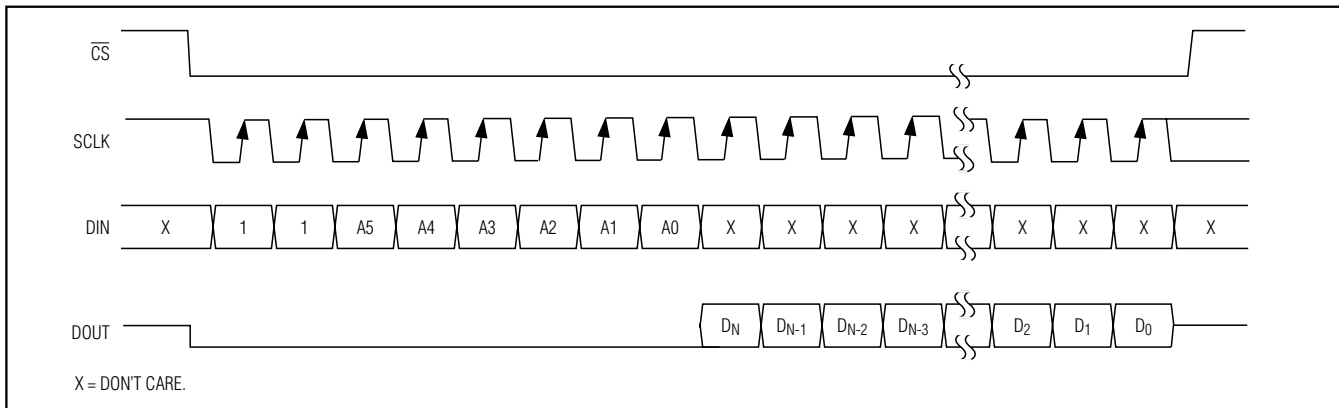 CS
SCLK
DIN X 1 1 A5 A4 A3 A2 A1 A0 X X X X X X X X
DOUT DN DN-1 DN-2 DN-3 D2 D1 D0
X = DON'T CARE.